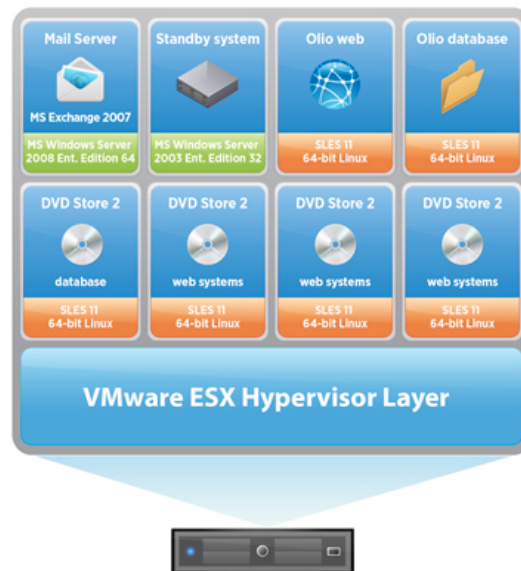 Mail Server
MS Exchange 2007
MS Windows Server
2008 Ent. Edition 64
Standby system
MS Windows Server
2003 Ent. Edition 32
Olio web
SLES 11
64-bit Linux
Olio database
SLES 11
64-bit Linux
DVD Store 2
database
SLES 11
64-bit Linux
DVD Store 2
web systems
SLES 11
64-bit Linux
DVD Store 2
web systems
SLES 11
64-bit Linux
DVD Store 2
web systems
SLES 11
64-bit Linux
VMware ESX Hypervisor Layer